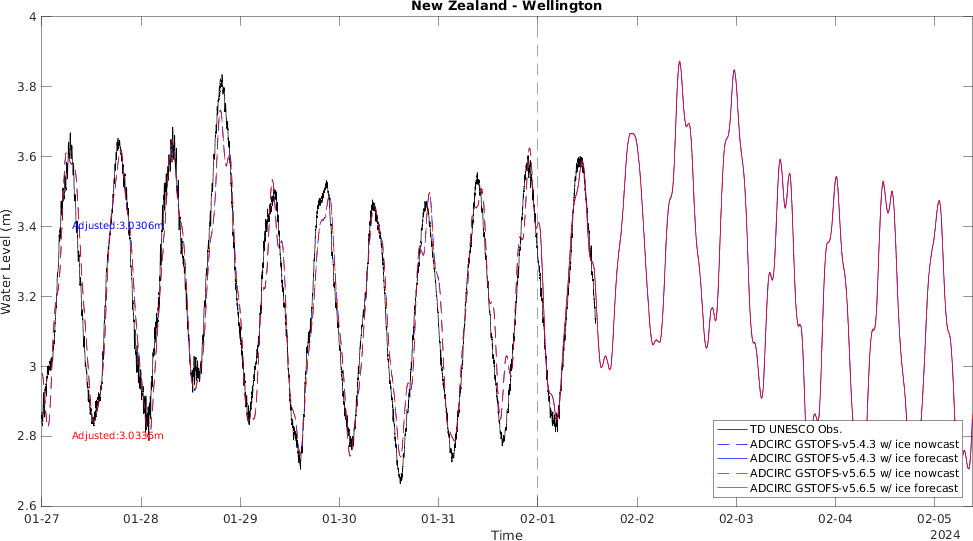 New Zealand - Wellington
4
3.8
3.6
3.4
3.2
3
2.8
2.6
Water Level (m)
Adjusted:3.0306m
Adjusted:3.0335m
TD UNESCO Obs.
ADCIRC GSTOFS-v5.4.3 w/ ice nowcast
ADCIRC GSTOFS-v5.4.3 w/ ice forecast
ADCIRC GSTOFS-v5.6.5 w/ ice nowcast
ADCIRC GSTOFS-v5.6.5 w/ ice forecast
01-27 01-28 01-29 01-30 01-31 02-01 02-02 02-03 02-04 02-05
Time 2024